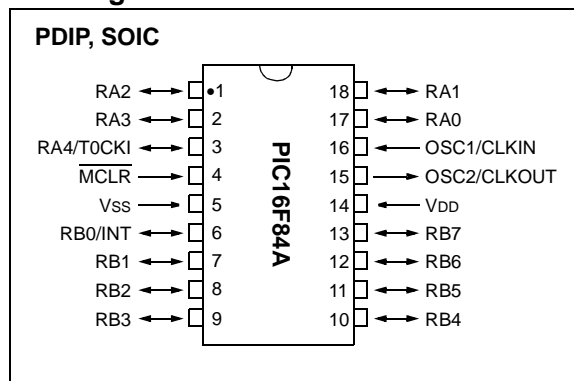 PDIP, SOIC
RA2 •1 18 RA1
RA3 2 17 RA0
RA4/T0CKI 3 16 OSC1/CLKIN
MCLR 4 15 OSC2/CLKOUT
VSS 5 14 VDD
RB0/INT 6 13 RB7
RB1 7 12 RB6
RB2 8 11 RB5
RB3 9 10 RB4
PIC16F84A